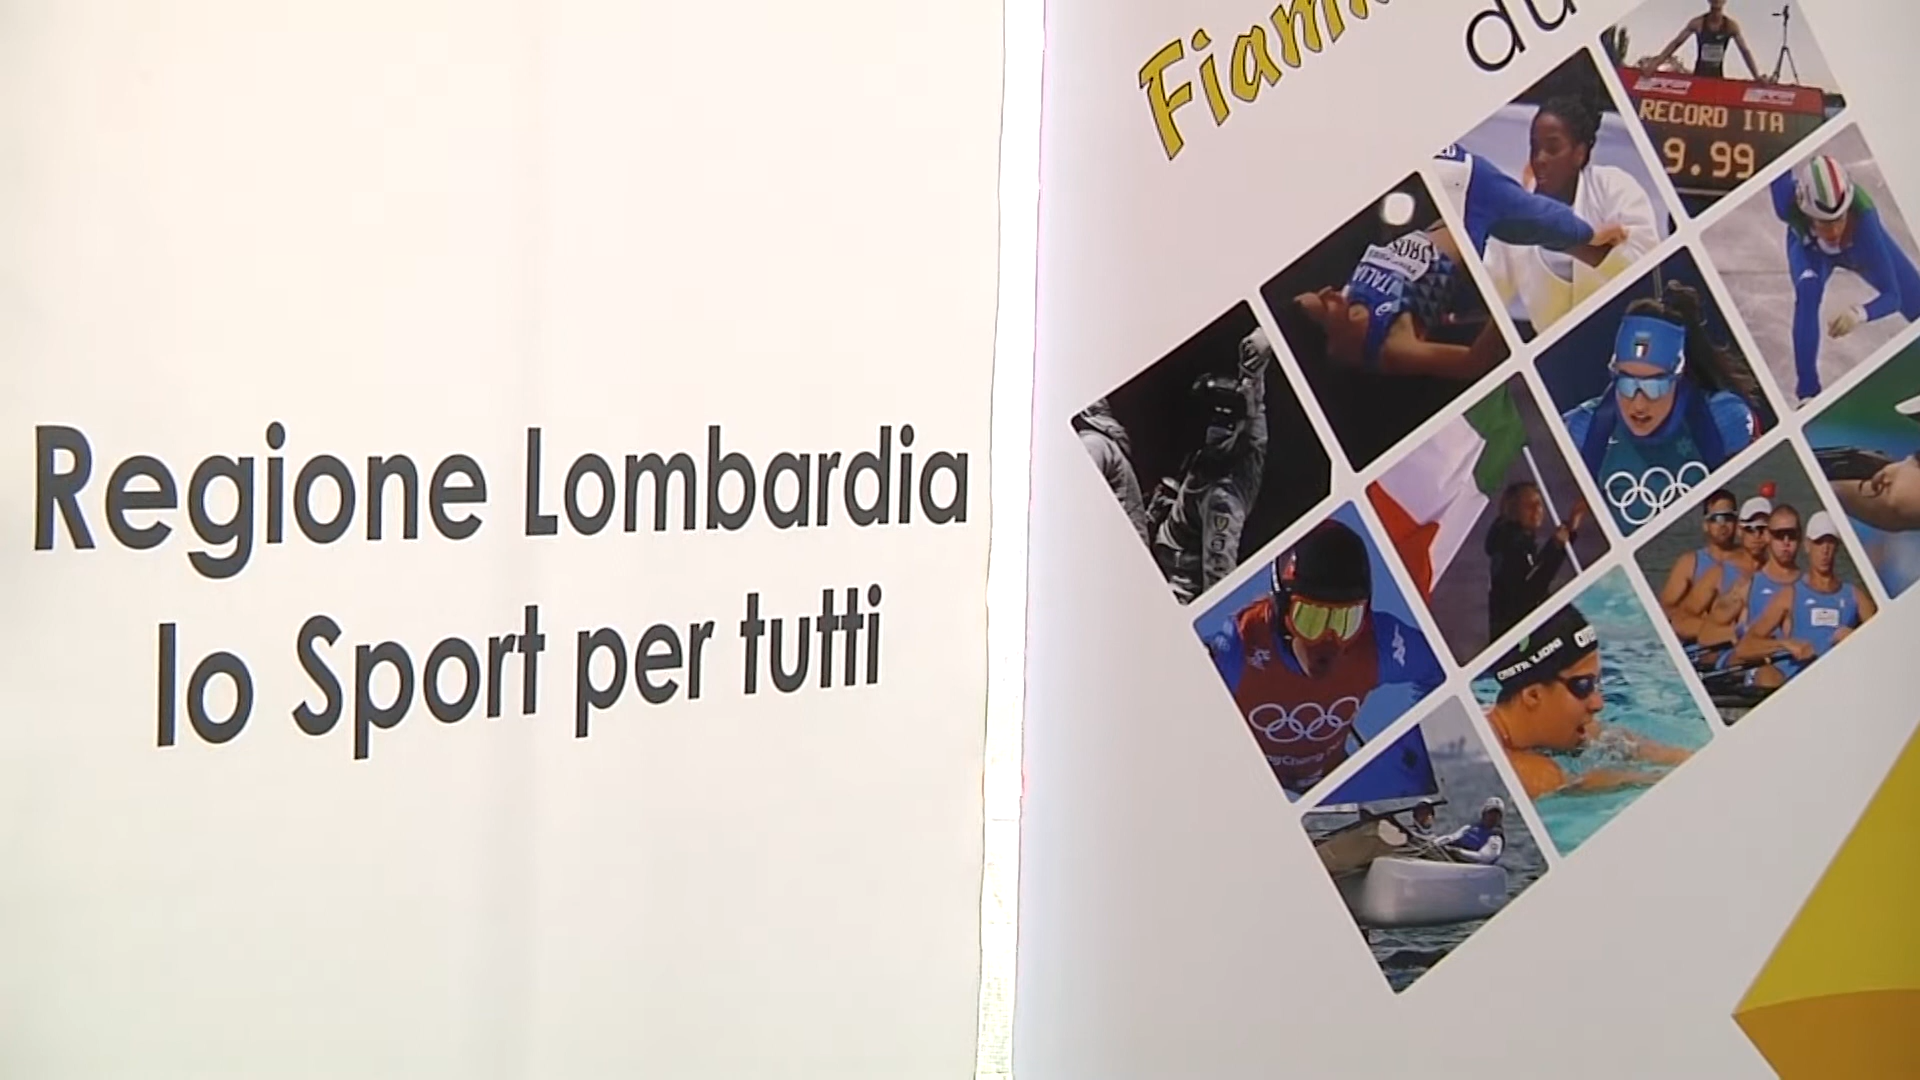 Regione Lombardia
lo Sport per tutti
RECORD ITA
9.99
ITALIA